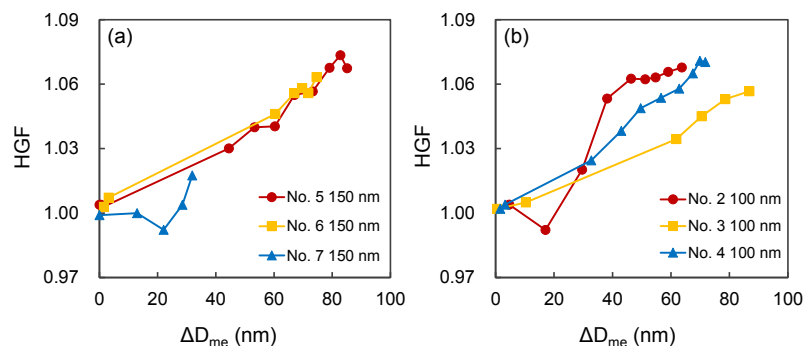 (a)
1.09
1.06
1.03
1.00
0.97
HGF
0 20 40 60 80 100
ΔDme (nm)
No. 5 150 nm
No. 6 150 nm
No. 7 150 nm
(b)
1.09
1.06
1.03
1.00
0.97
HGF
0 20 40 60 80 100
ΔDme (nm)
No. 2 100 nm
No. 3 100 nm
No. 4 100 nm